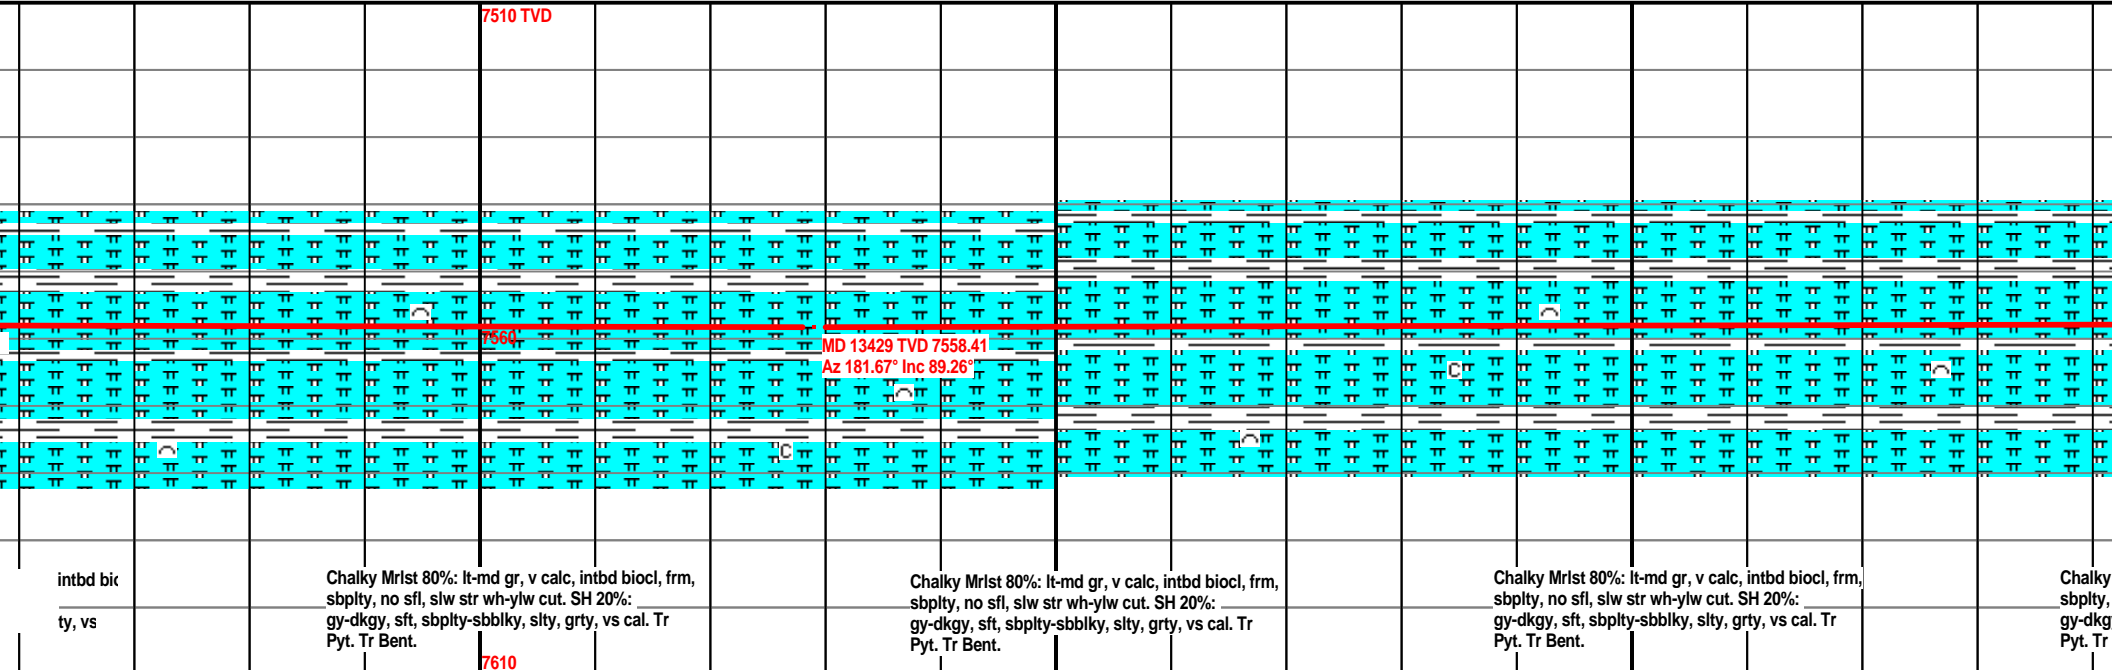 7510 TVD
7560
MD 13429 TVD 7558.41
Az 181.67° Inc 89.26°
C
C
intbd bio
ty, vs
Chalky Mrlst 80%: lt-md gr, v calc, intbd biocl, frm,
sbplty, no sfl, slw str wh-ylw cut. SH 20%:
gy-dkgy, sft, sbplty-sbblky, slty, grty, vs cal. Tr
Pyt. Tr Bent.
Chalky Mrlst 80%: lt-md gr, v calc, intbd biocl, frm,
sbplty, no sfl, slw str wh-ylw cut. SH 20%:
gy-dkgy, sft, sbplty-sbblky, slty, grty, vs cal. Tr
Pyt. Tr Bent.
Chalky Mrlst 80%: lt-md gr, v calc, intbd biocl, frm,
sbplty, no sfl, slw str wh-ylw cut. SH 20%:
gy-dkgy, sft, sbplty-sbblky, slty, grty, vs cal. Tr
Pyt. Tr Bent.
Chalky
sbplty,
gy-dkg
Pyt. Tr
7610